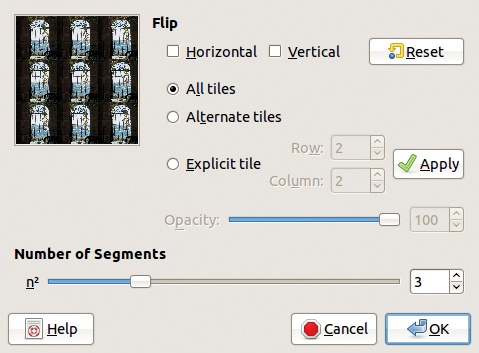 Flip
Horizontal Vertical Reset
All tiles
Alternate tiles
Row: 2
Explicit tile Apply
Column: 2
Opacity: 100
Number of Segments
n² 3
Help Cancel OK